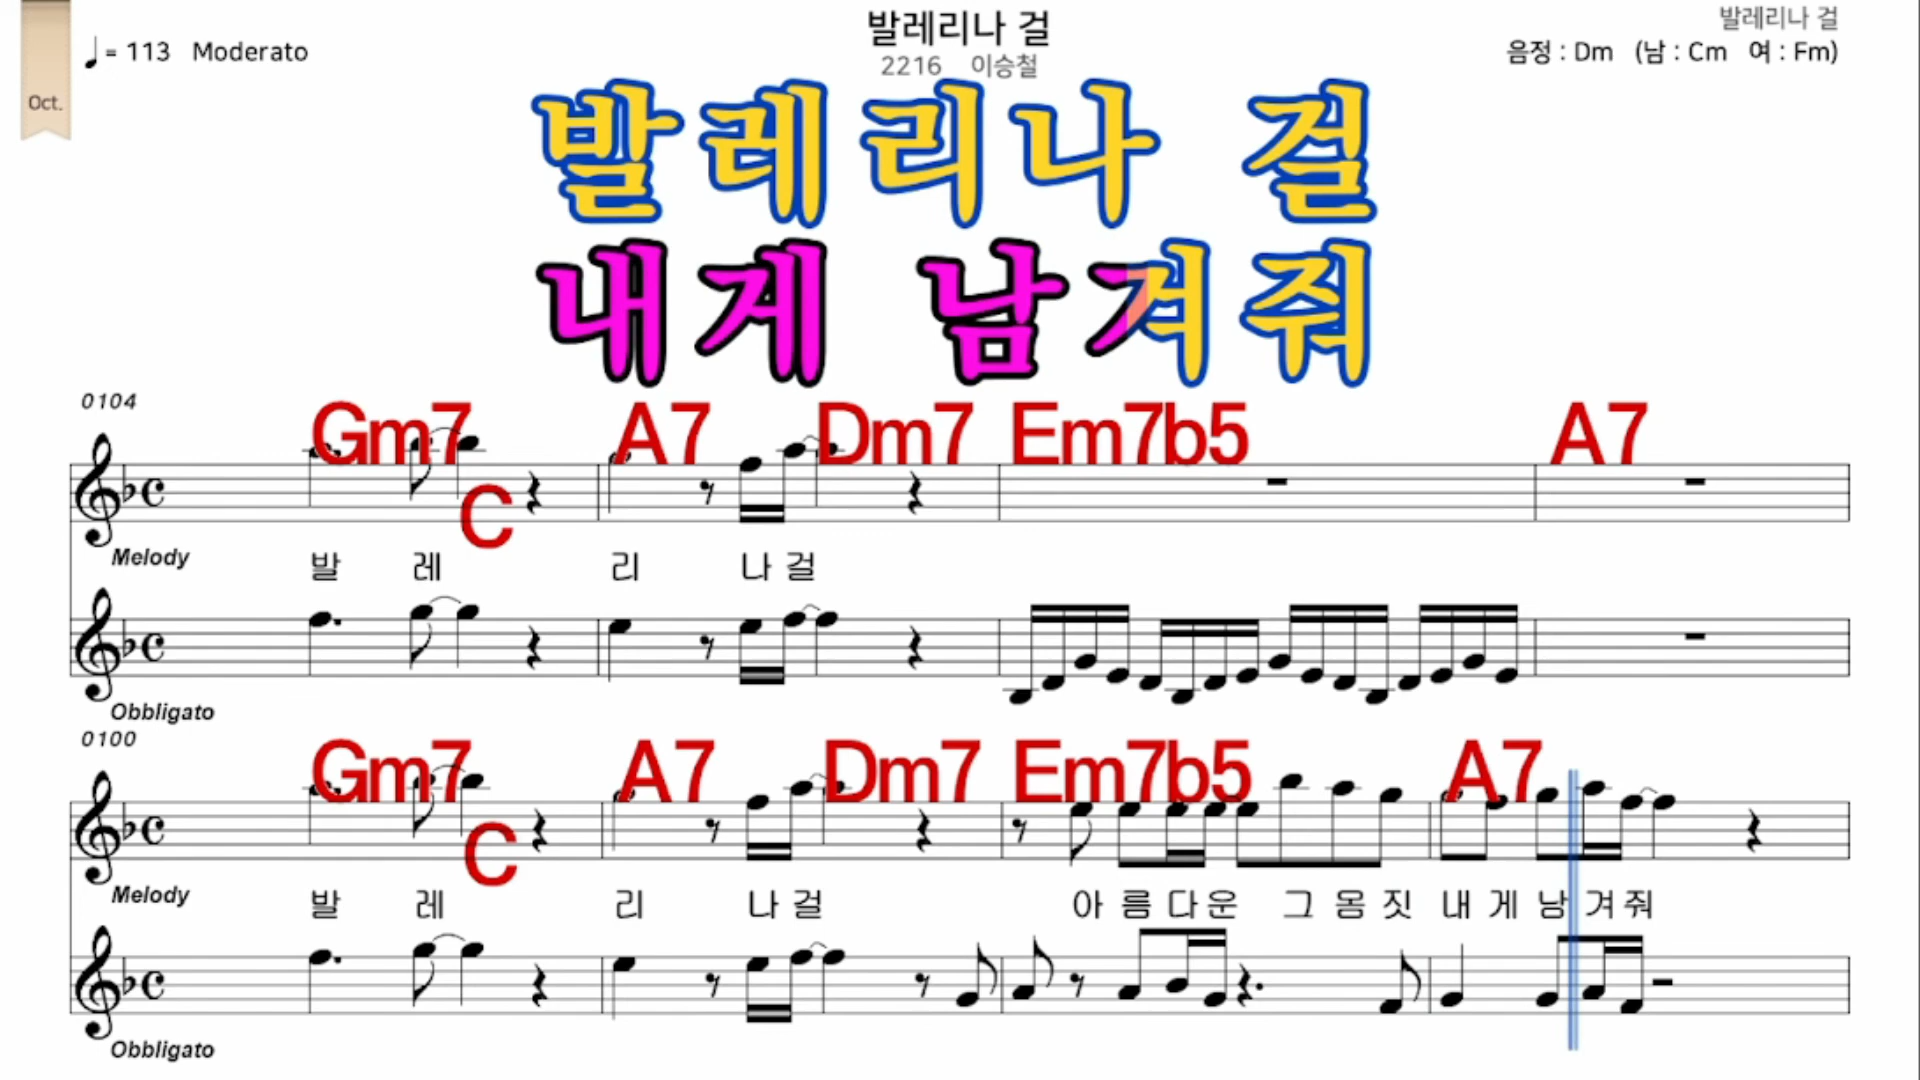 발레리나 걸
발레리나 걸
♩= 113 Moderato
2216 이승철
음정 : Dm (남 : Cm 여 : Fm)
Oct.
발레리나 걸
내게 남겨줘
0104
Gm7 A7 Dm7 Em7b5 A7
C
Melody
발 레 리 나 걸
Obbligato
0100
Gm7 A7 Dm7 Em7b5 A7
C
Melody
발 레 리 나 걸 아 름 다 운 그 몸 짓 내 게 남 겨 줘
Obbligato